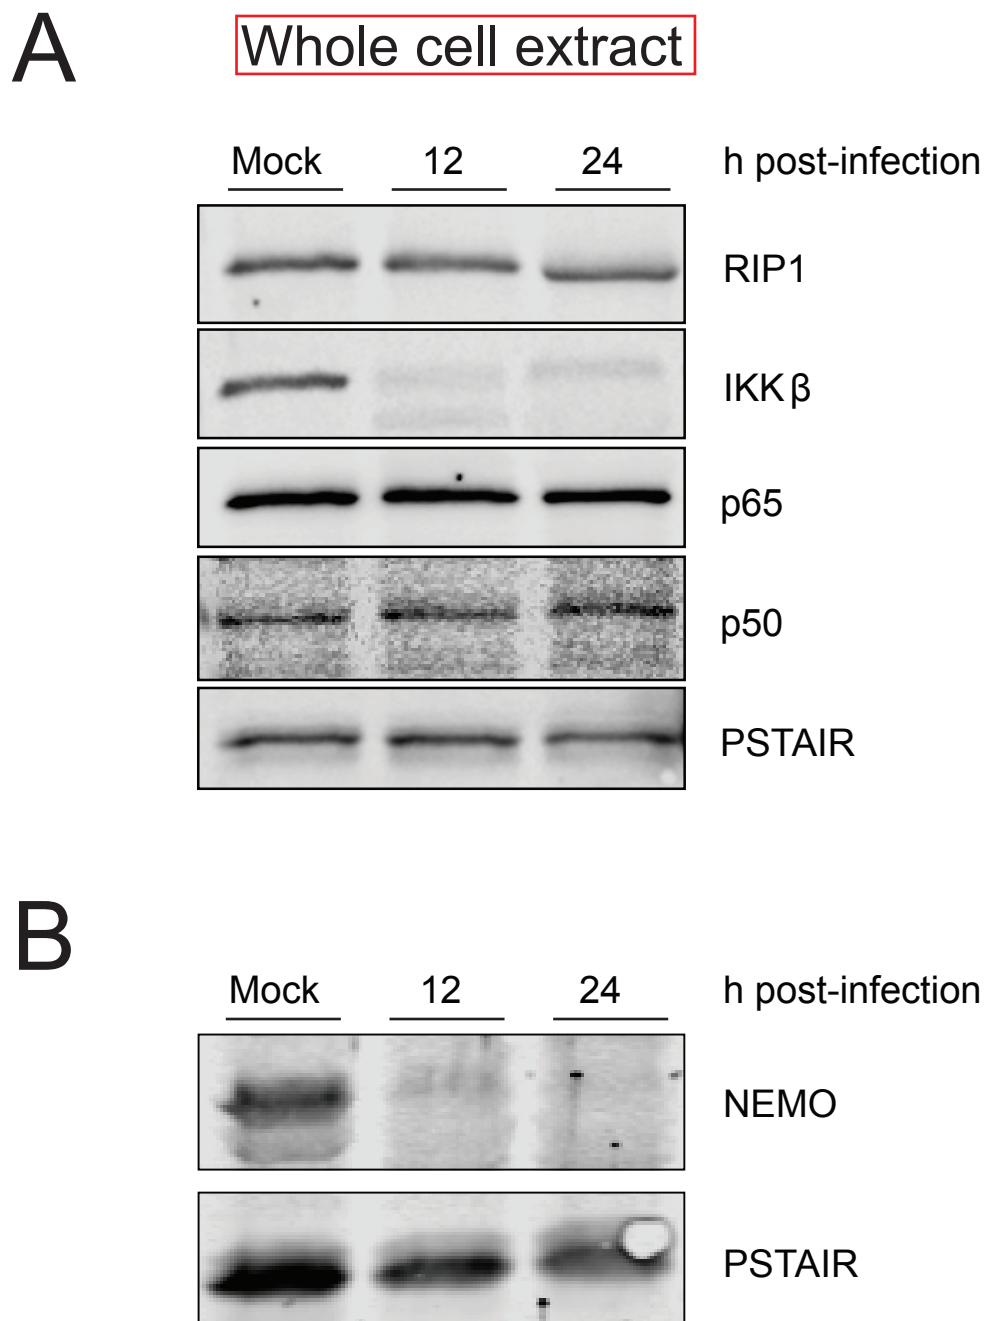 A
Whole cell extract
Mock 12 24 h post-infection
RIP1
IKKβ
p65
p50
PSTAIR
B
Mock 12 24 h post-infection
NEMO
PSTAIR